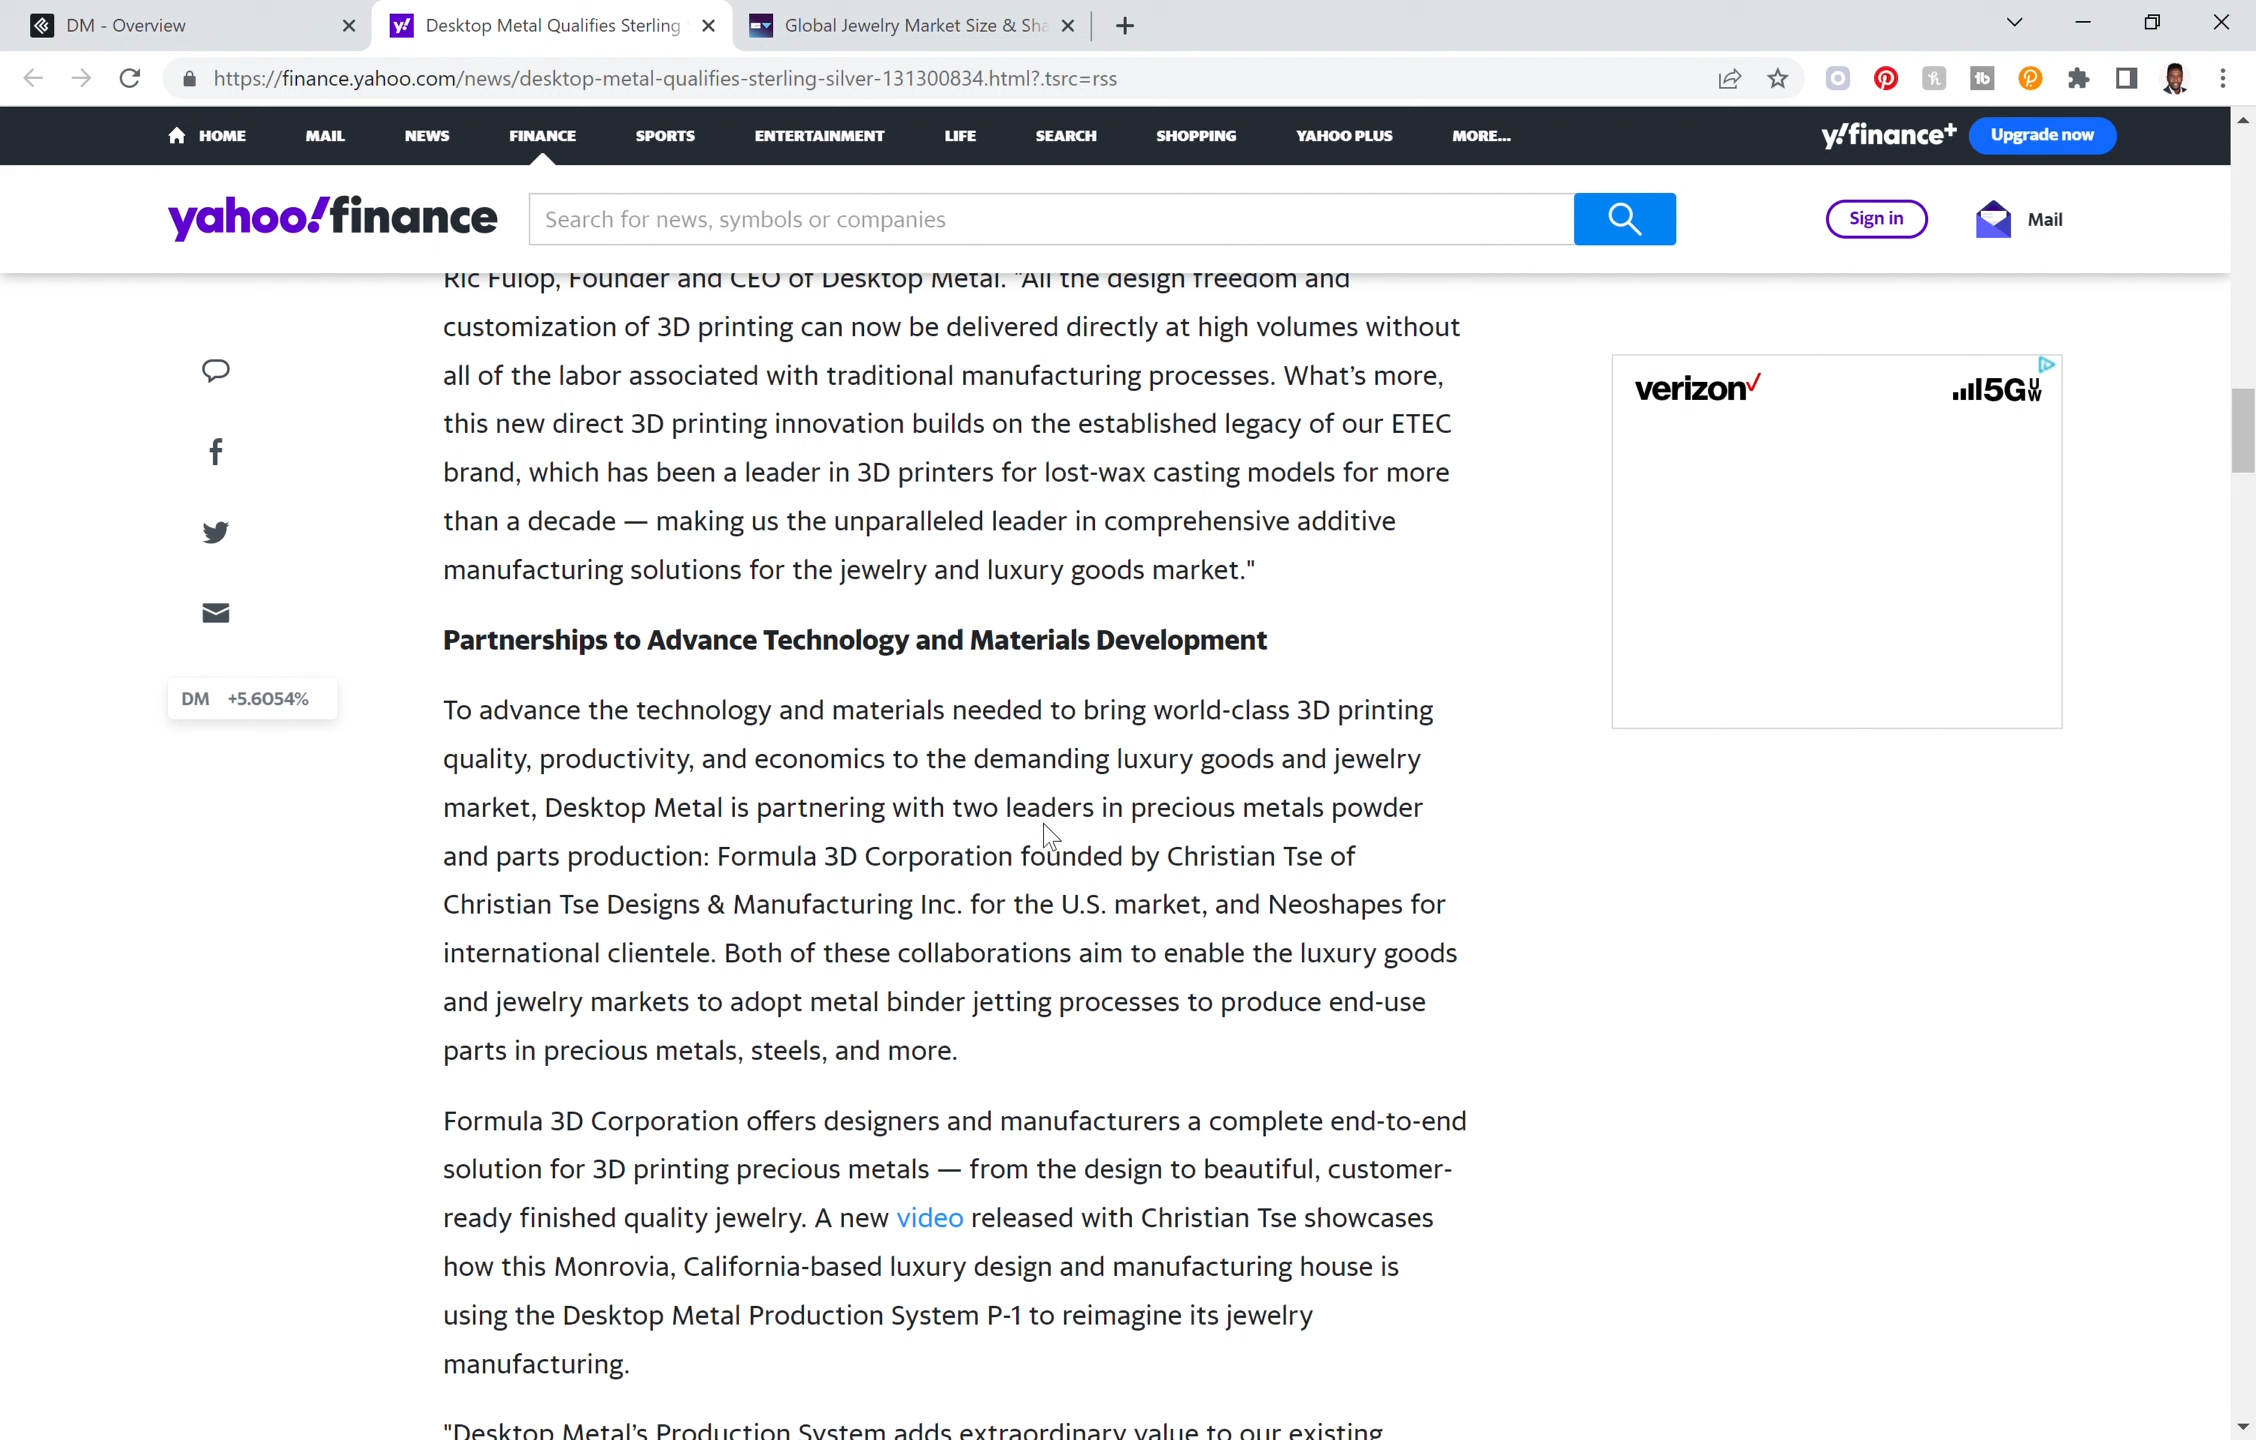 DM - Overview
Desktop Metal Qualifies Sterling
Global Jewelry Market Size & Sha
https://finance.yahoo.com/news/desktop-metal-qualifies-sterling-silver-131300834.html?.tsrc=rss
HOME MAIL NEWS FINANCE SPORTS ENTERTAINMENT LIFE SEARCH SHOPPING YAHOO PLUS MORE... y!finance+ Upgrade now
yahoo!finance Search for news, symbols or companies Sign in Mail
Ric Fulop, Founder and CEO of Desktop Metal. "All the design freedom and
customization of 3D printing can now be delivered directly at high volumes without
all of the labor associated with traditional manufacturing processes. What's more,
this new direct 3D printing innovation builds on the established legacy of our ETEC
brand, which has been a leader in 3D printers for lost-wax casting models for more
than a decade — making us the unparalleled leader in comprehensive additive
manufacturing solutions for the jewelry and luxury goods market."
verizon✓ 5G UW
Partnerships to Advance Technology and Materials Development
DM +5.6054%
To advance the technology and materials needed to bring world-class 3D printing
quality, productivity, and economics to the demanding luxury goods and jewelry
market, Desktop Metal is partnering with two leaders in precious metals powder
and parts production: Formula 3D Corporation founded by Christian Tse of
Christian Tse Designs & Manufacturing Inc. for the U.S. market, and Neoshapes for
international clientele. Both of these collaborations aim to enable the luxury goods
and jewelry markets to adopt metal binder jetting processes to produce end-use
parts in precious metals, steels, and more.
Formula 3D Corporation offers designers and manufacturers a complete end-to-end
solution for 3D printing precious metals — from the design to beautiful, customer-
ready finished quality jewelry. A new video released with Christian Tse showcases
how this Monrovia, California-based luxury design and manufacturing house is
using the Desktop Metal Production System P-1 to reimagine its jewelry
manufacturing.
"Desktop Metal's Production System adds extraordinary value to our existing